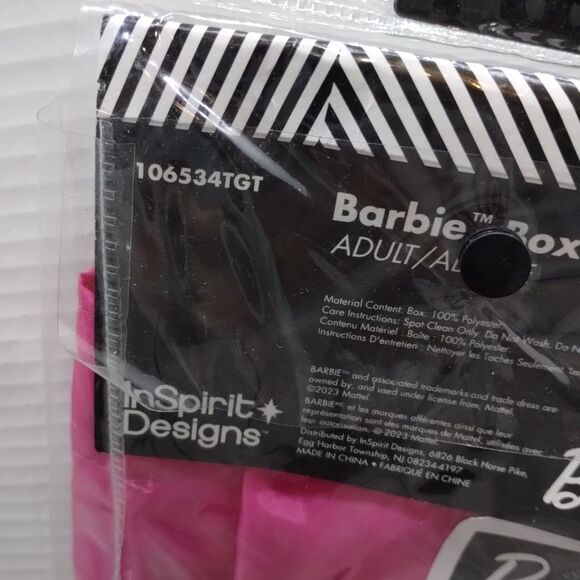 106534TGT
Barbie™ Box
ADULT/
Material Content: Box: 100% Polyester
Care Instructions: Spot Clean Only. Do Not Wash. Do No
Contenu Matériel : Boîte : 100% Polyester
Instructions D'entretien : Nettoyer les Taches Seulement
BARBIE™ and associated trademarks and trade dress are
owned by, and used under license from, Mattel.
©2023 Mattel.
et les marques afférentes ainsi que leur
représentation sont des marques de Mattel, utilisées avec
leur autorisation © 2023 Mattel.
Distributed by InSpirit Designs, 6826 Black Horse Pike,
Egg Harbor Township, NJ 08234-4197
MADE IN CHINA • FABRIQUÉ EN CHINE
InSpirit
Designs™